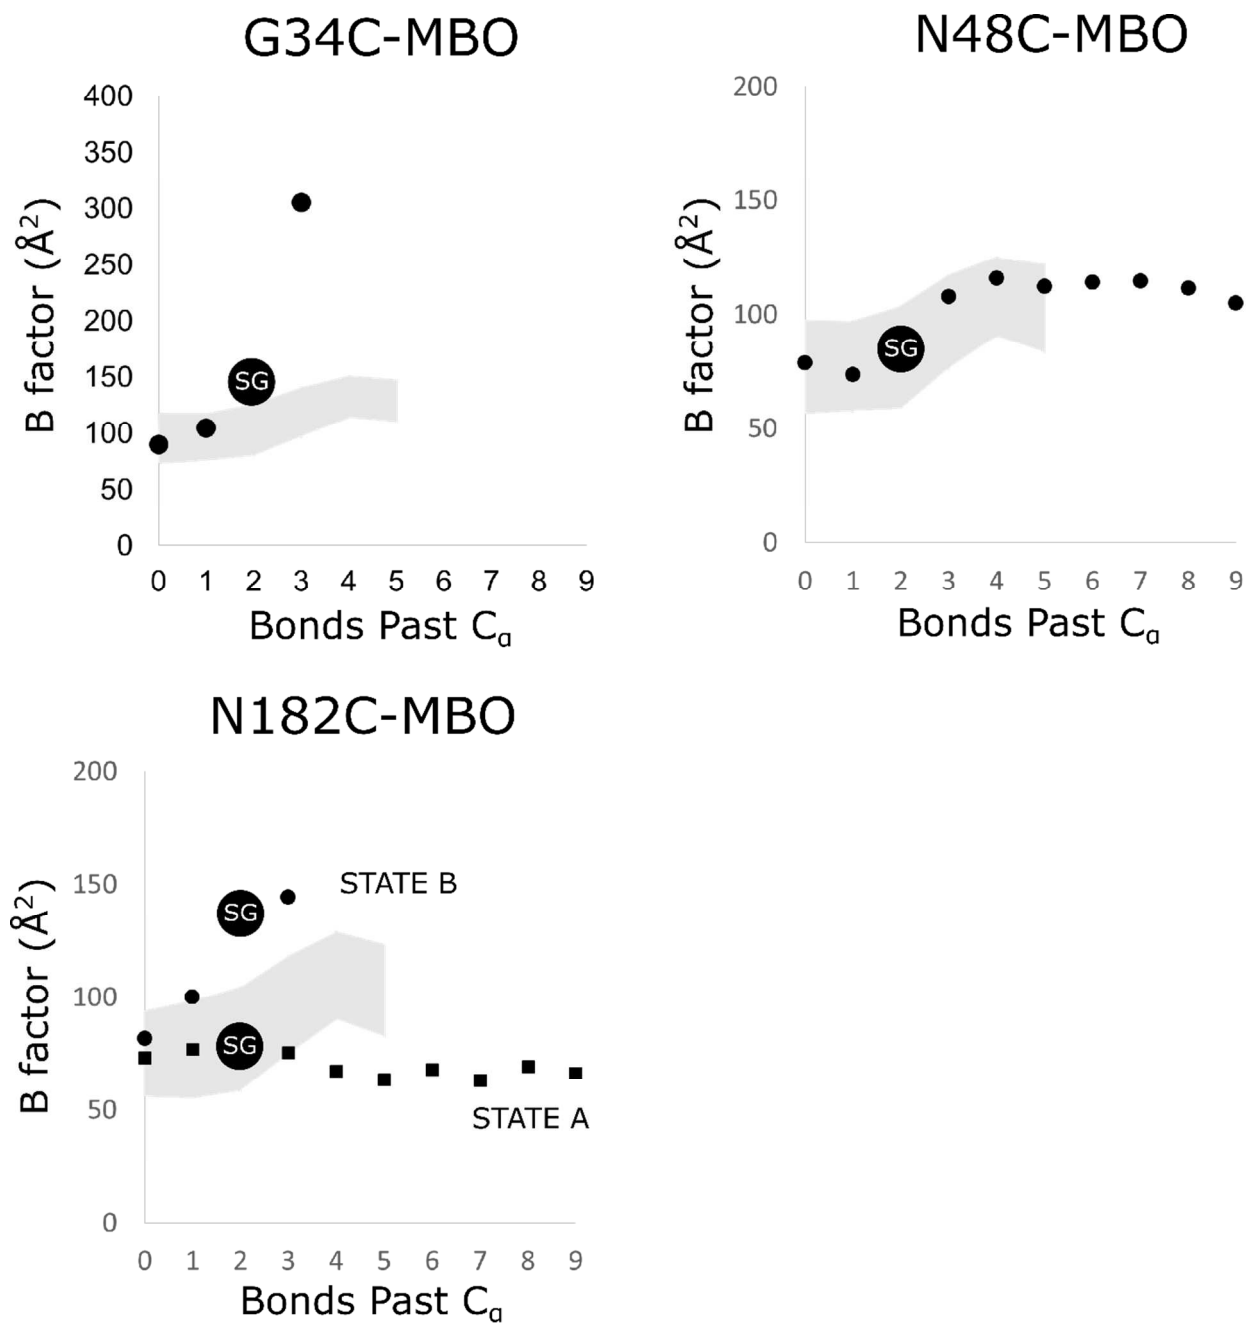 G34C-MBO
400
350
300
250
200
150
100
50
0
B factor (Å²)
SG
0 1 2 3 4 5 6 7 8 9
Bonds Past Cα
N48C-MBO
200
150
100
50
0
B factor (Å²)
SG
0 1 2 3 4 5 6 7 8 9
Bonds Past Cα
N182C-MBO
200
150
100
50
0
B factor (Å²)
STATE B
SG
SG
STATE A
0 1 2 3 4 5 6 7 8 9
Bonds Past Cα